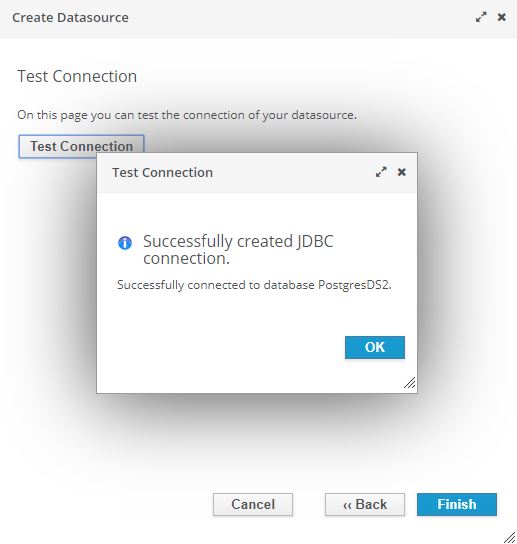 Create Datasource
Test Connection
On this page you can test the connection of your datasource.
Test Connection
Test Connection
Successfully created JDBC
connection.
Successfully connected to database PostgresDS2.
OK
Cancel
‹‹ Back
Finish